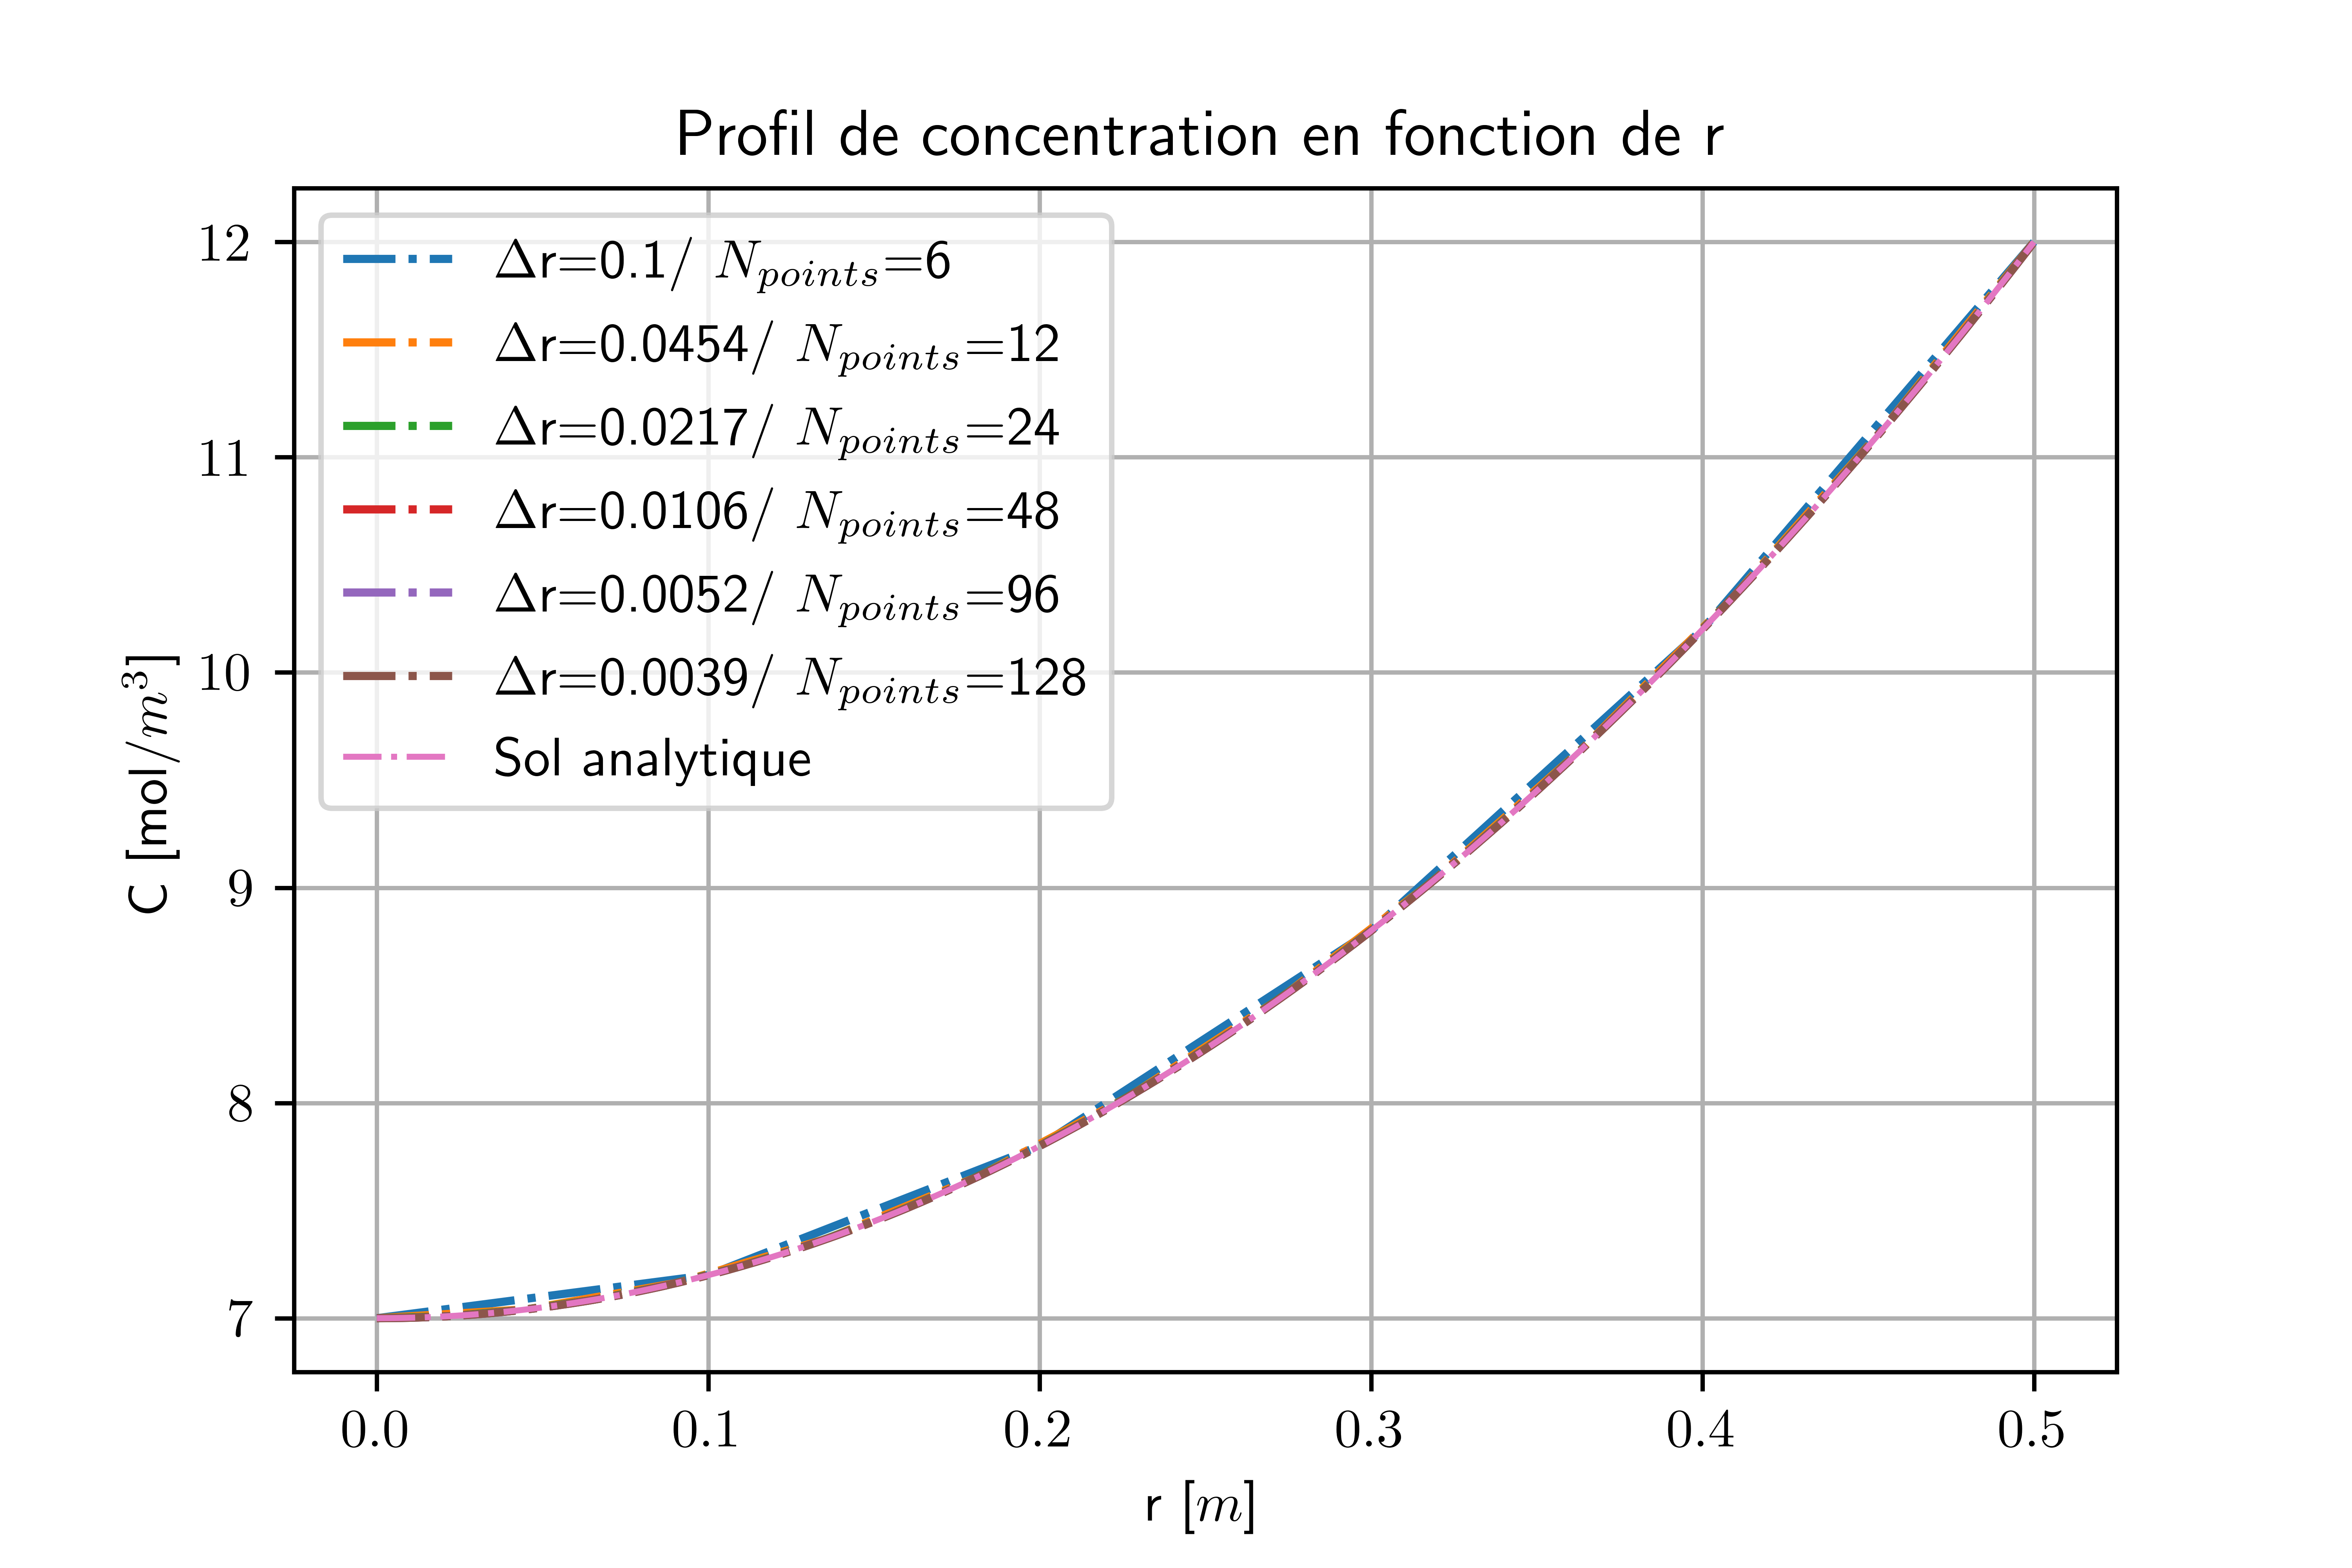 Profil de concentration en fonction de r
Δr=0.1/ N_points=6
Δr=0.0454/ N_points=12
Δr=0.0217/ N_points=24
Δr=0.0106/ N_points=48
Δr=0.0052/ N_points=96
Δr=0.0039/ N_points=128
Sol analytique
C [mol/m³]
12
11
10
9
8
7
0.0 0.1 0.2 0.3 0.4 0.5
r [m]